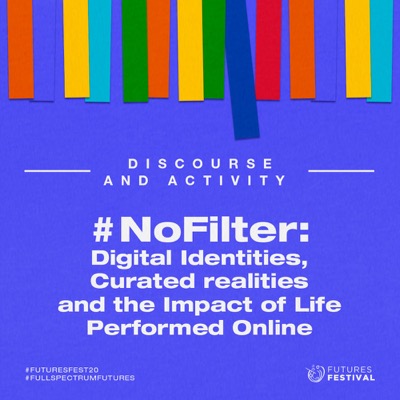 DISCOURSE
AND ACTIVITY
#NoFilter:
Digital Identities,
Curated realities
and the Impact of Life
Performed Online
#FUTURESFEST20
#FULLSPECTRUMFUTURES
FUTURES
FESTIVAL